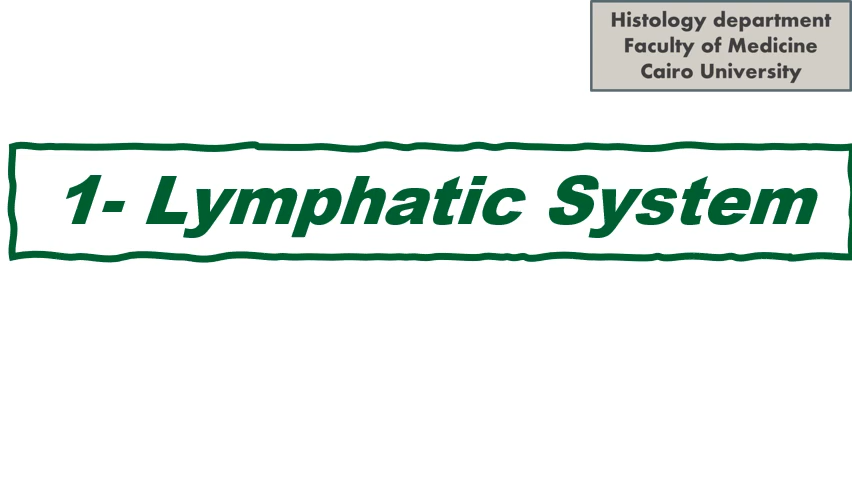 Histology department
Faculty of Medicine
Cairo University
1- Lymphatic System